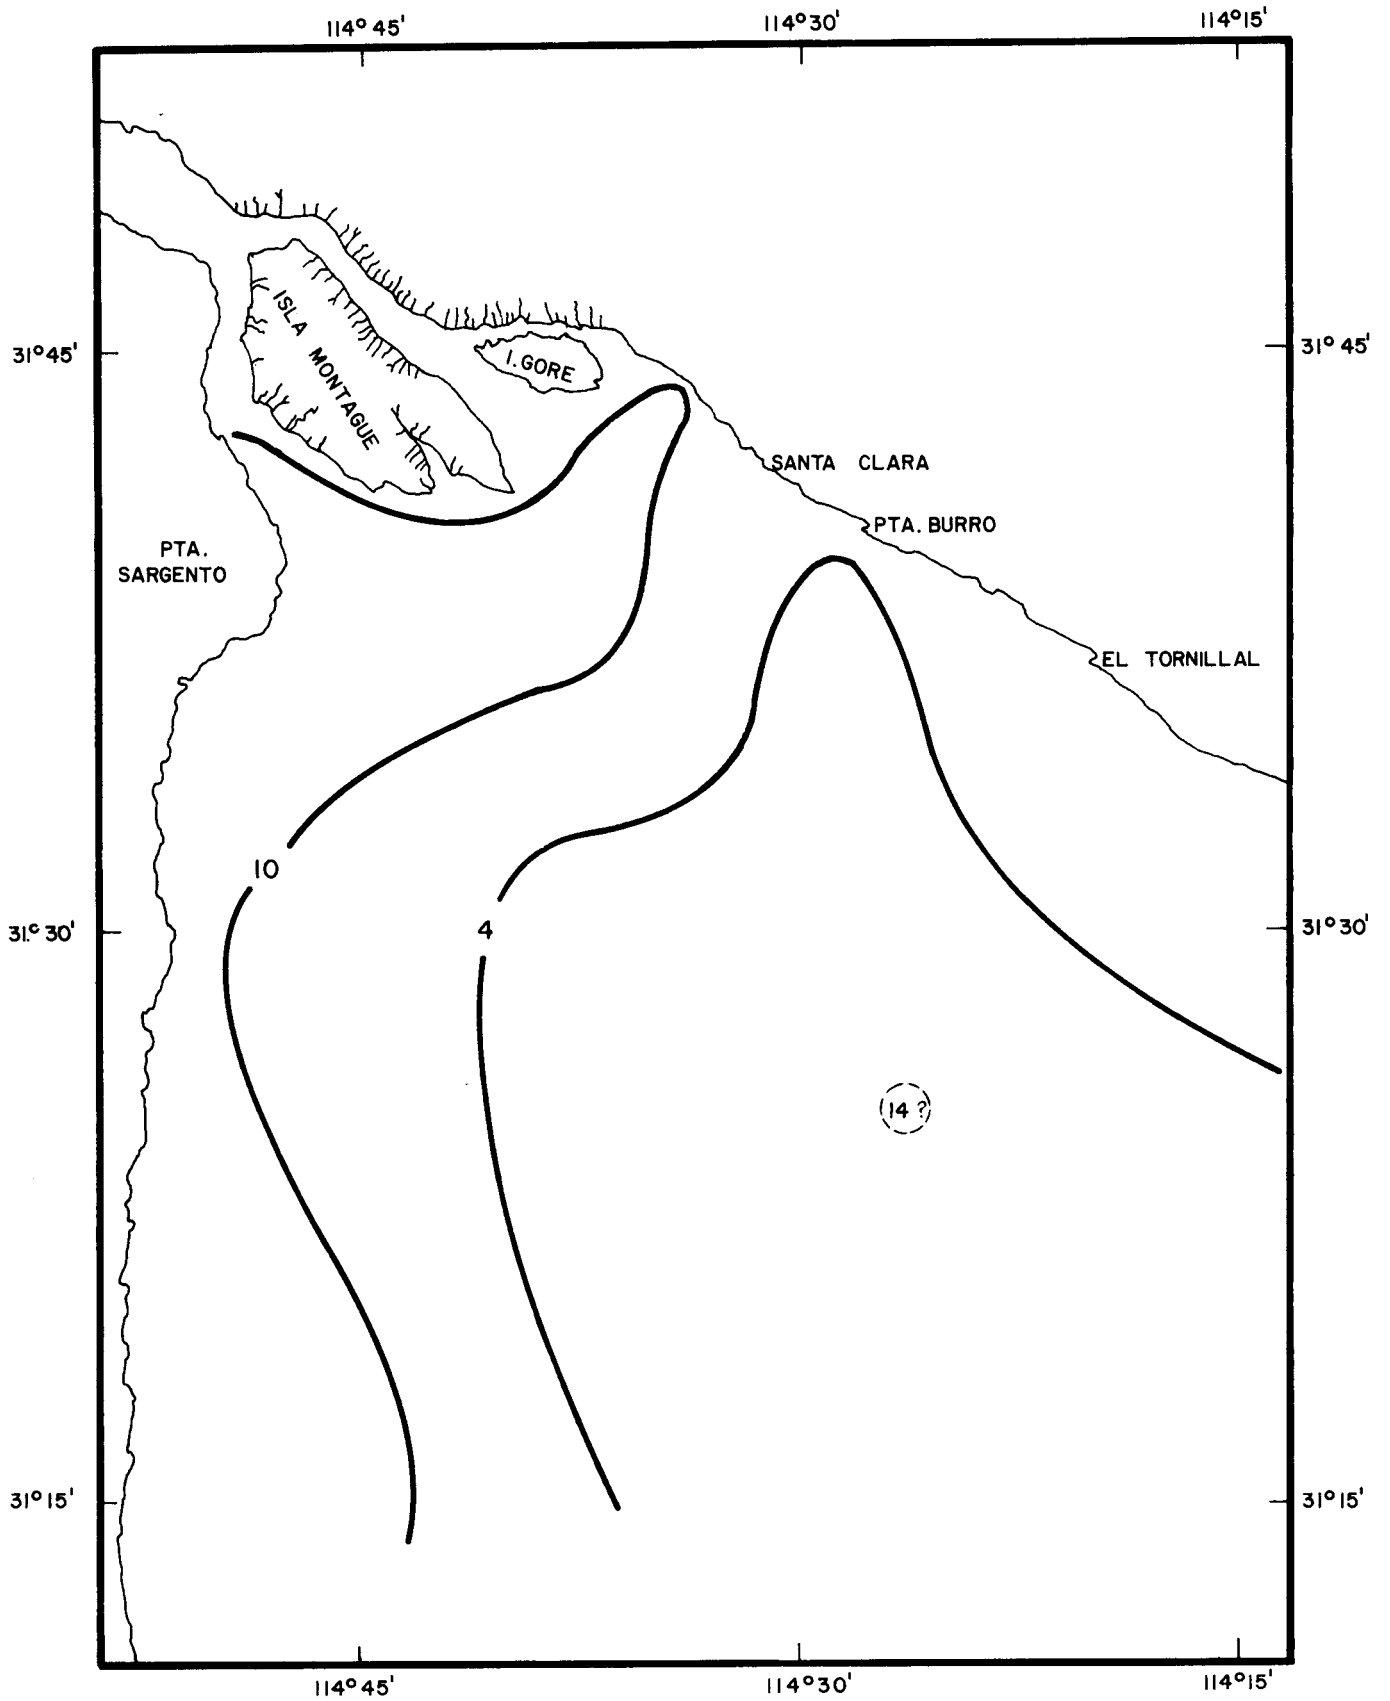 114° 45'
114° 30'
114° 15'
ISLA MONTAGUE
I. GORE
31° 45'
31° 45'
SANTA CLARA
PTA. BURRO
PTA.
SARGENTO
EL TORNILLAL
10
4
31.° 30'
31° 30'
14 ?
31° 15'
31° 15'
114° 45'
114° 30'
114° 15'